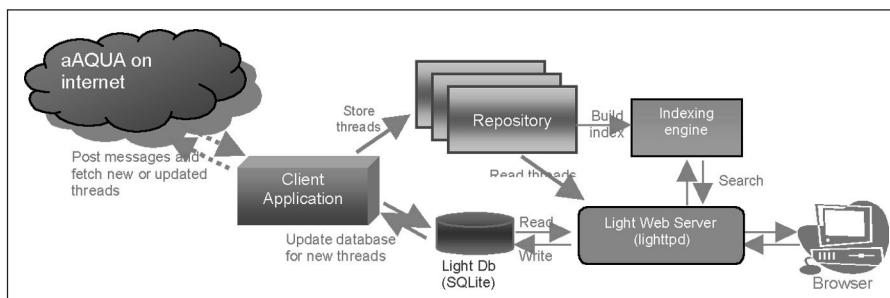 aAQUA on
internet
Store
threads
Repository
Build
index
Indexing
engine
Post messages and
fetch new or updated
threads
Client
Application
Read threads
Search
Update database
for new threads
Read
Write
Light Db
(SQLite)
Light Web Server
(lighttpd)
Browser